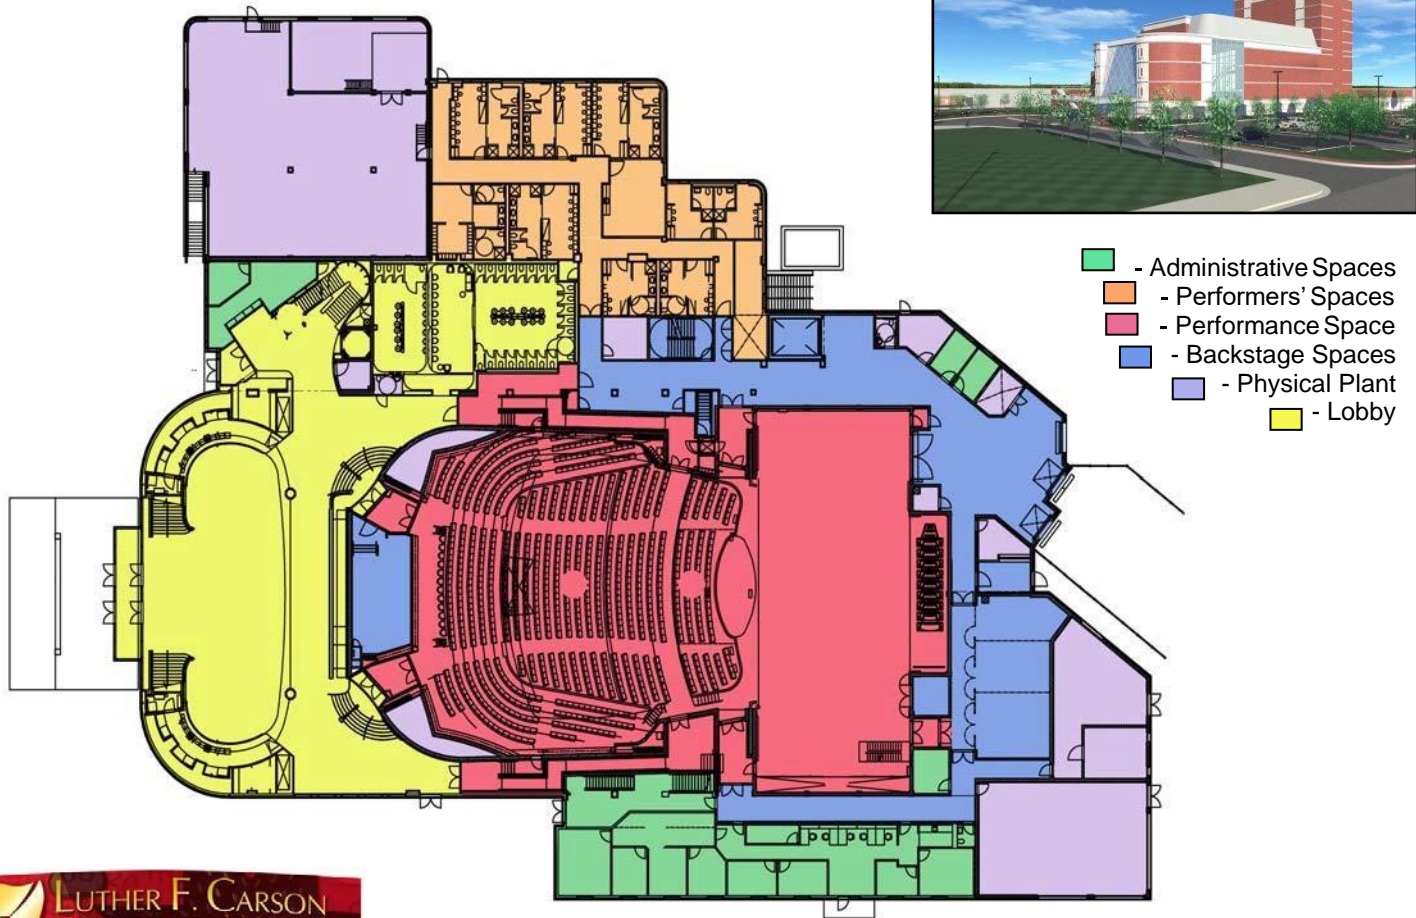 - Administrative Spaces
- Performers' Spaces
- Performance Space
- Backstage Spaces
- Physical Plant
- Lobby
LUTHER F. CARSON